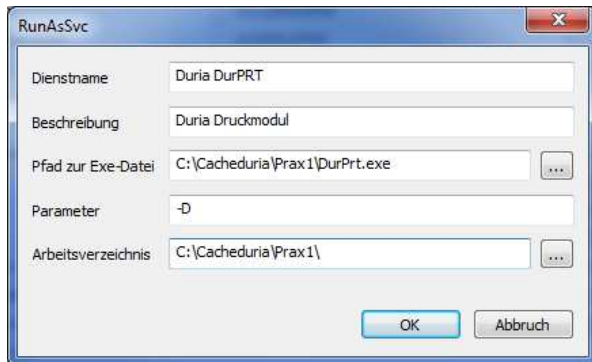 RunAsSvc
Dienstname Duria DurPRT
Beschreibung Duria Druckmodul
Pfad zur Exe-Datei C:\Cacheduria\Prax1\DurPrt.exe ...
Parameter -D
Arbeitsverzeichnis C:\Cacheduria\Prax1\ ...
OK Abbruch